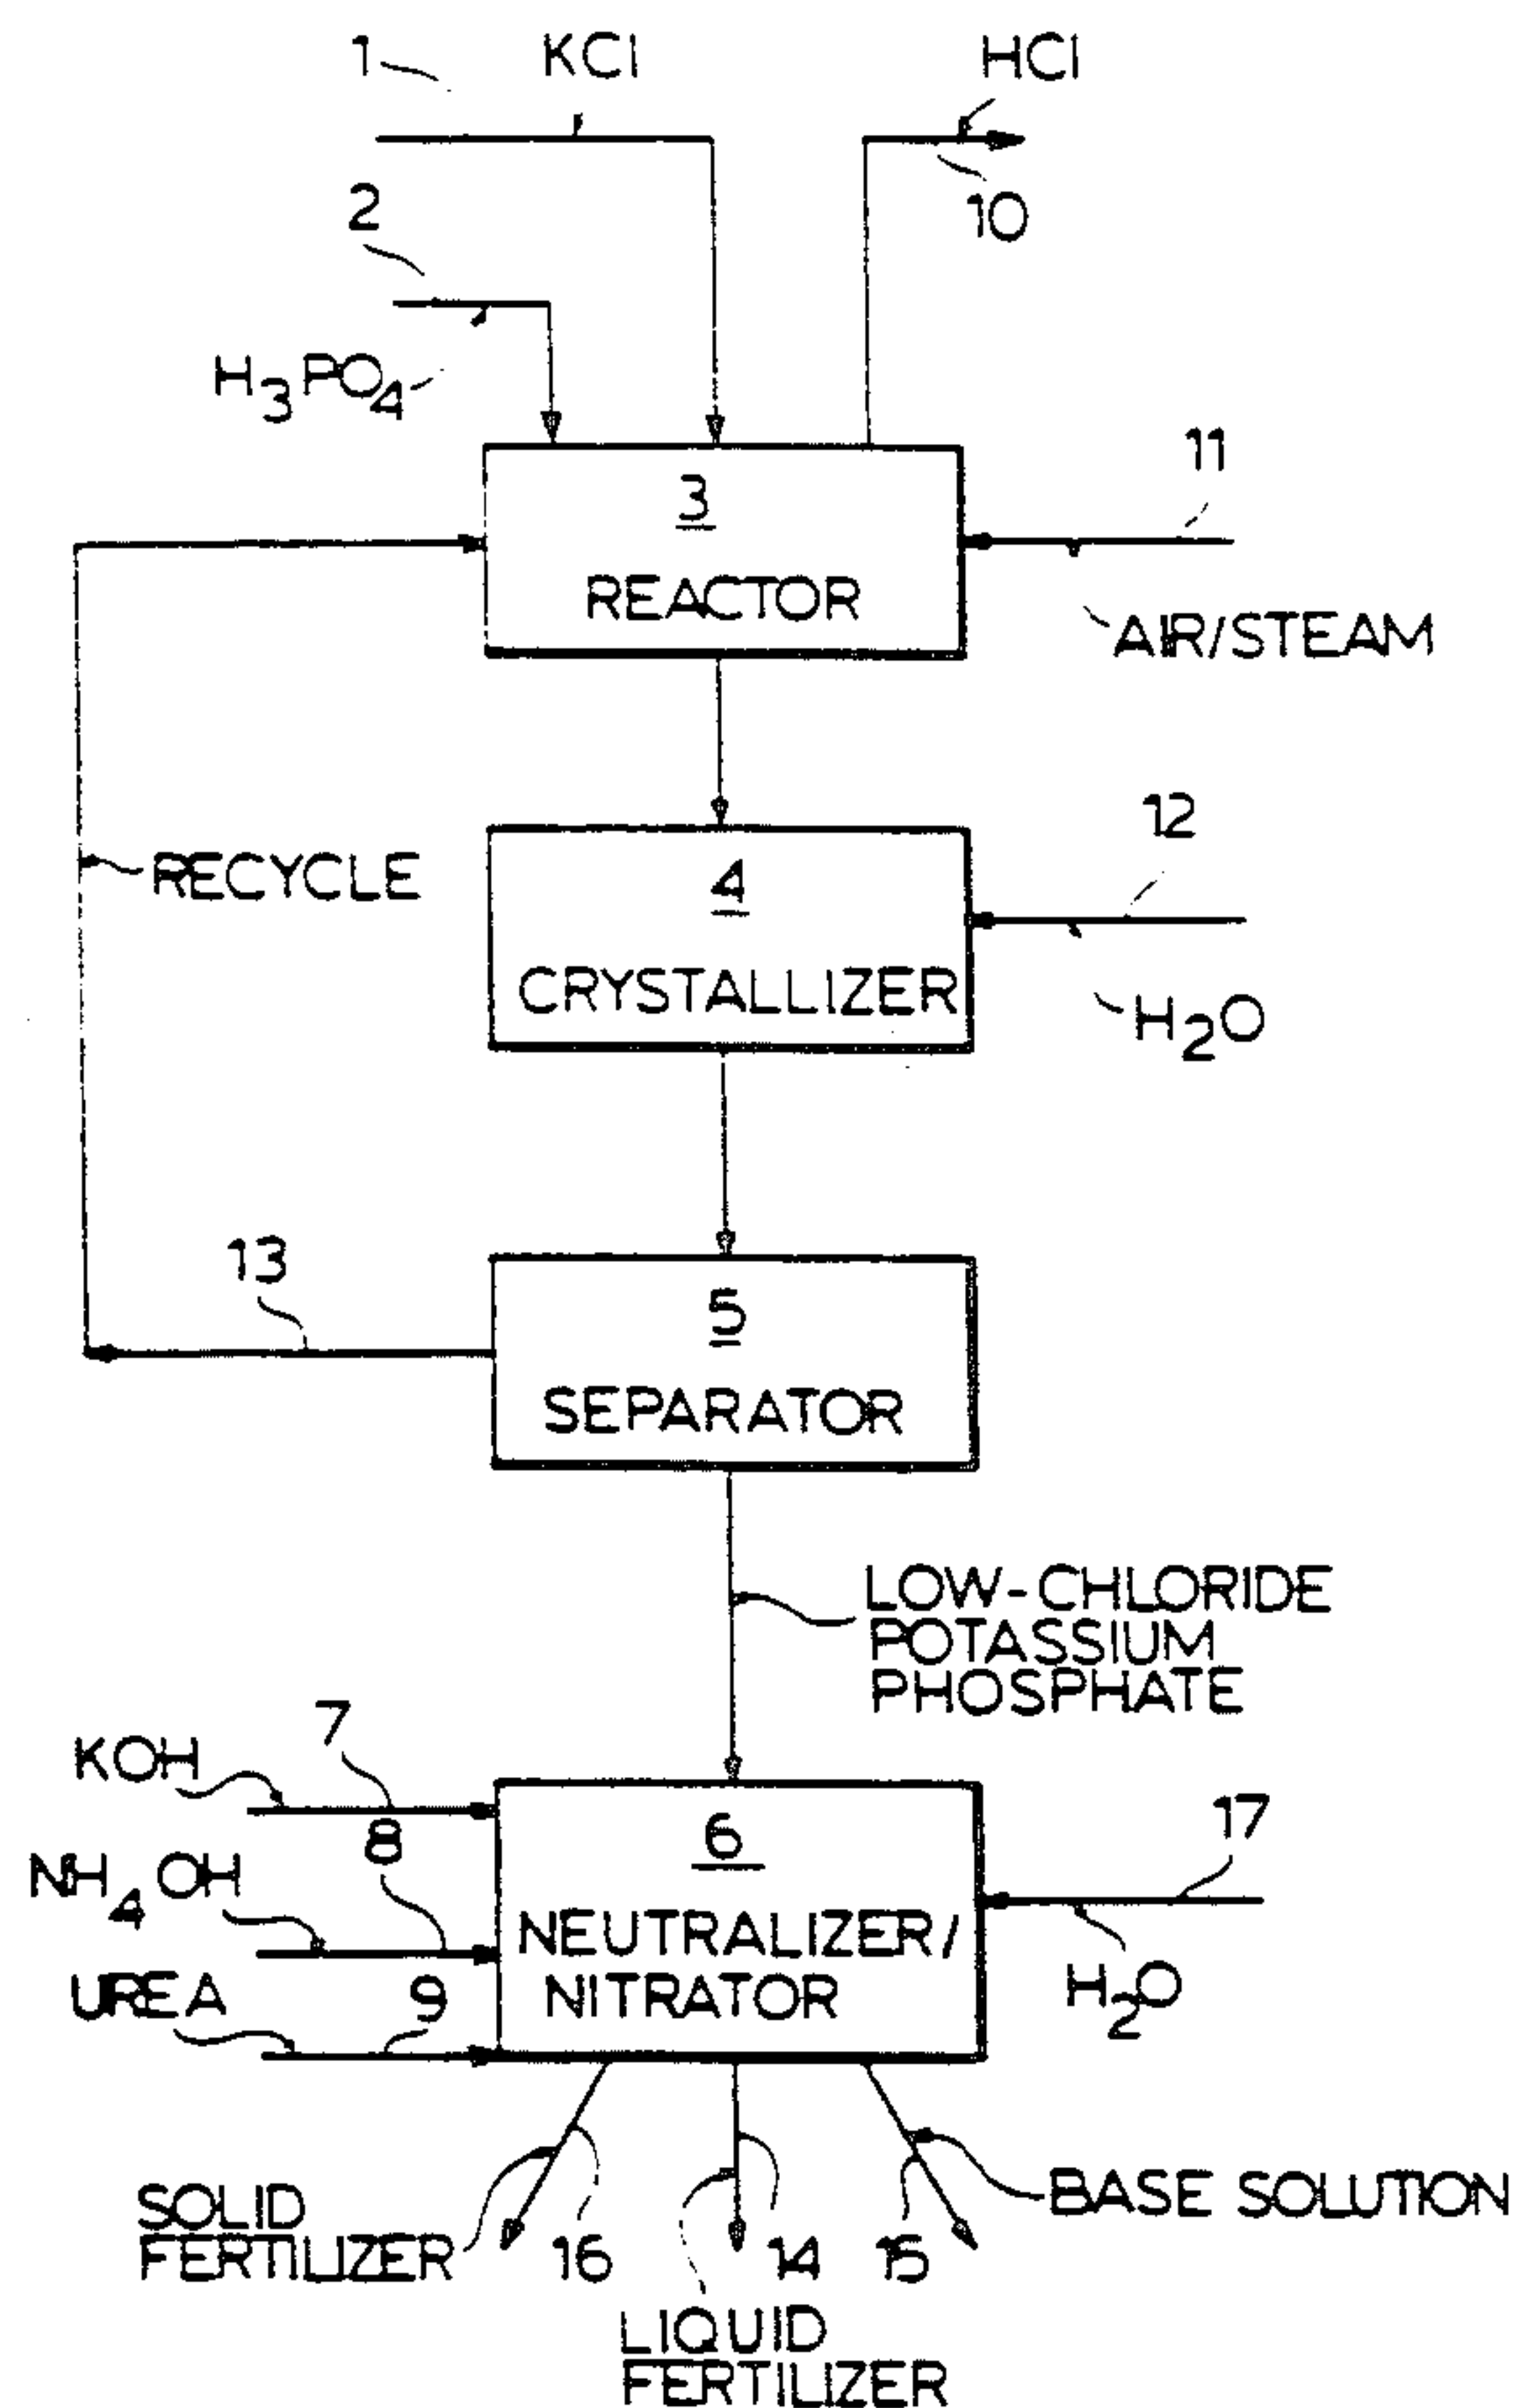 1
KCl
HCl
10
2
H3PO4
11
3
REACTOR
AIR/STEAM
12
RECYCLE
4
CRYSTALLIZER
H2O
13
5
SEPARATOR
LOW-CHLORIDE
POTASSIUM
PHOSPHATE
7
KOH
8
NH4OH
UREA
9
6
NEUTRALIZER/
NITRATOR
17
H2O
SOLID
FERTILIZER
16
14
15
BASE SOLUTION
LIQUID
FERTILIZER